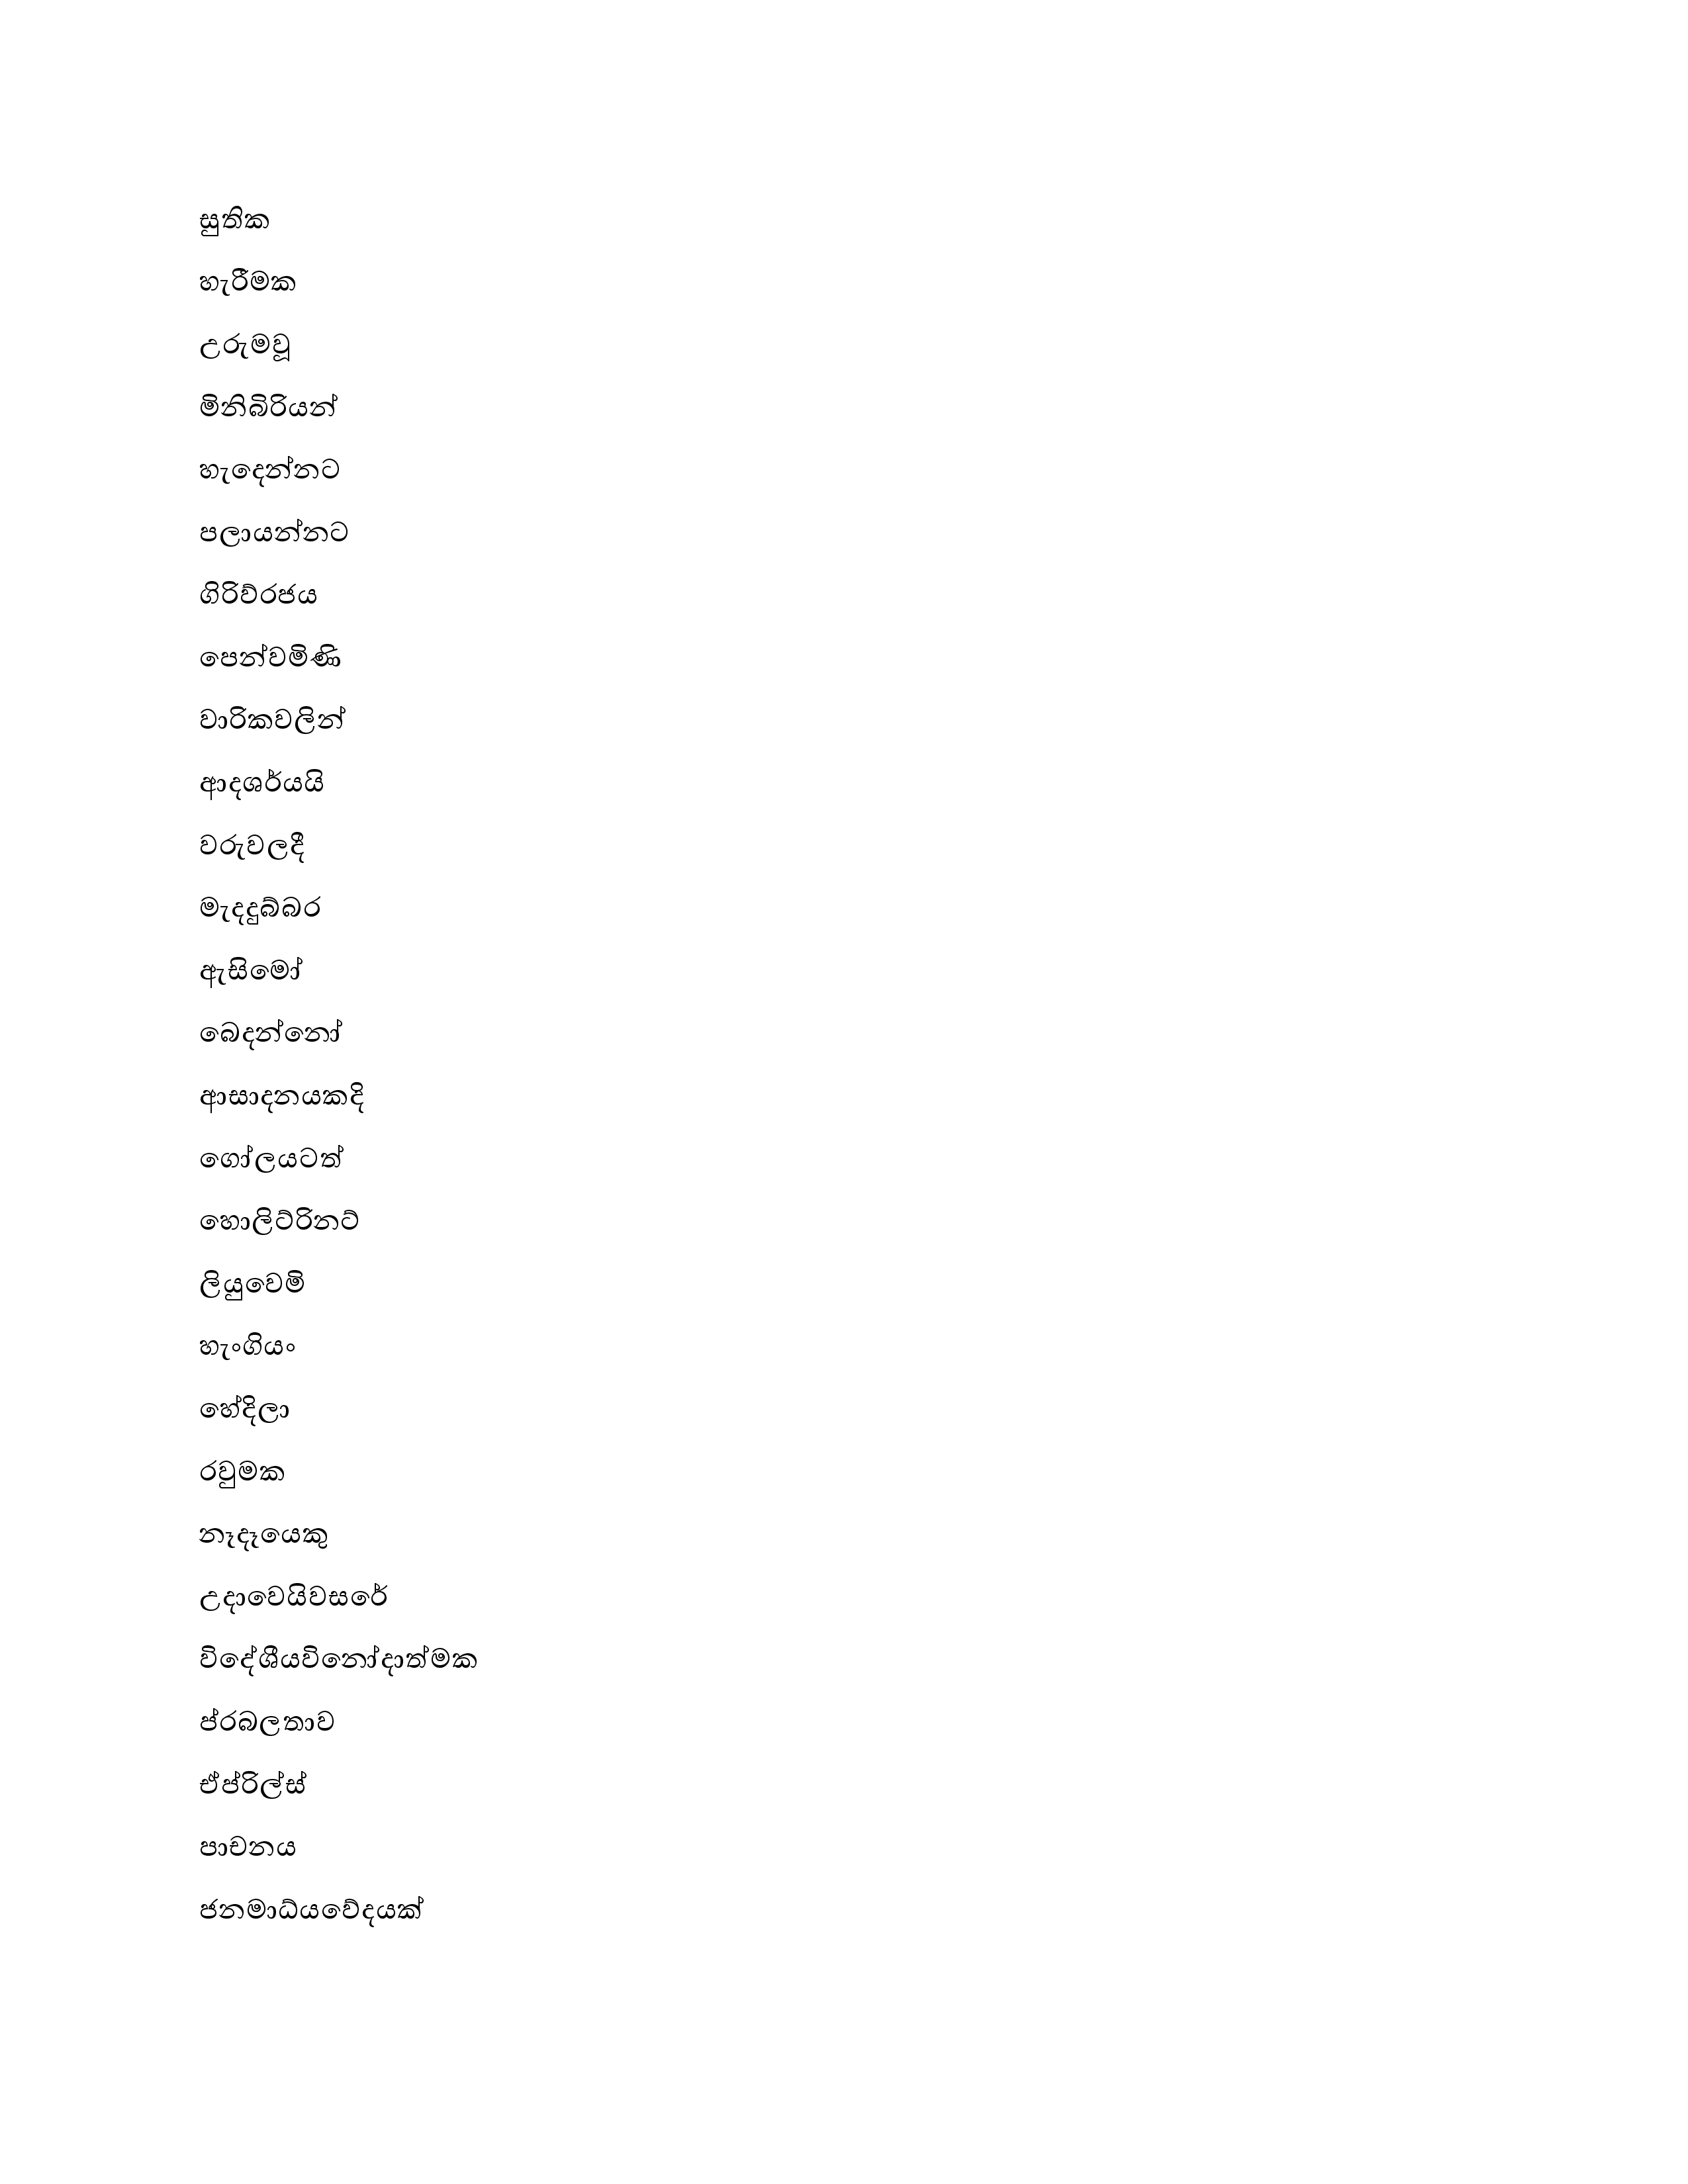 සුතික
හැරීමක
උරුමවූ
මිනිබිරියන්
හැදෙන්නට
පලායන්නට
ගිරිව්රජය
පෙන්වමිණි
වාරිකවලින්
ආදශර්යයි
වරුවලදී
මැදදුබ්බර
ඇසිමෝ
බෙදන්නෝ
ආසාදනයකදි
ගෝලයටත්
හොලිට්රිනට්
ලියුවෙමි
හැංගියං
හේදිලා
රවුමක
නෑදෑයෙකු
උදාවෙයිවසරේ
විදේශීයවිනෝදාත්මක
ප්රබලතාව
ඒප්රිල්ස්
පාචනය
ජනමාධ්යවේදයක්